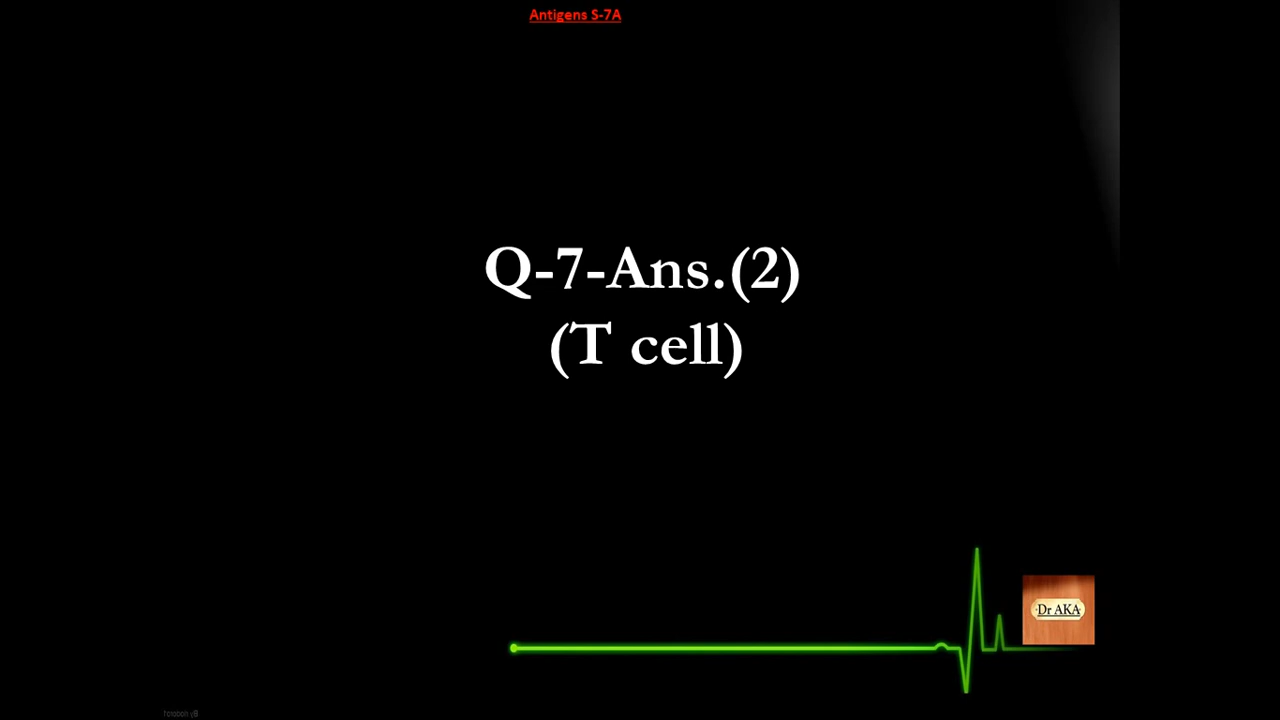 Antigens S-7A
Q-7-Ans.(2)
(T cell)
Dr AKA